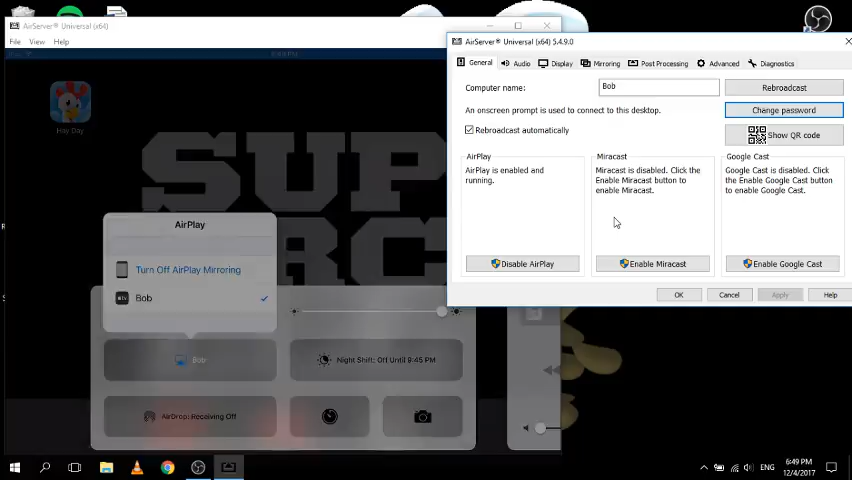 AirServer® Universal (x64)
File View Help
Hay Day
SUP
RC
AirPlay
Turn Off AirPlay Mirroring
Bob
Bob
Night Shift: Off Until 9:45 PM
AirDrop: Receiving Off
AirServer® Universal (x64) 5.4.9.0
General Audio Display Mirroring Post Processing Advanced Diagnostics
Computer name: Bob Rebroadcast
An onscreen prompt is used to connect to this desktop. Change password
Rebroadcast automatically Show QR code
AirPlay
AirPlay is enabled and
running.
Disable AirPlay
Miracast
Miracast is disabled. Click the
Enable Miracast button to
enable Miracast.
Enable Miracast
Google Cast
Google Cast is disabled. Click
the Enable Google Cast button
to enable Google Cast.
Enable Google Cast
OK Cancel Apply Help
ENG
6:49 PM
12/4/2017